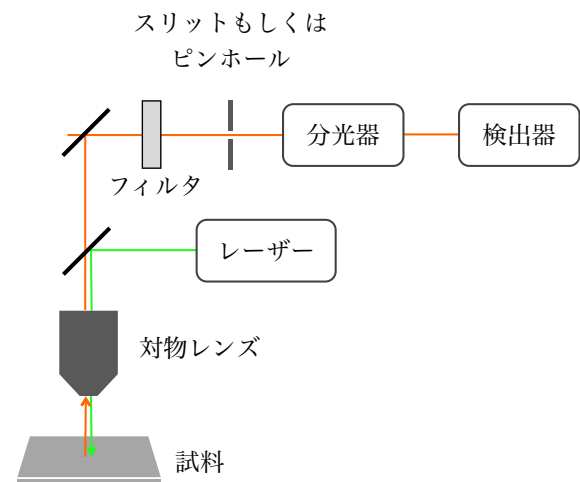 スリットもしくは
ピンホール
分光器
検出器
フィルタ
レーザー
対物レンズ
試料